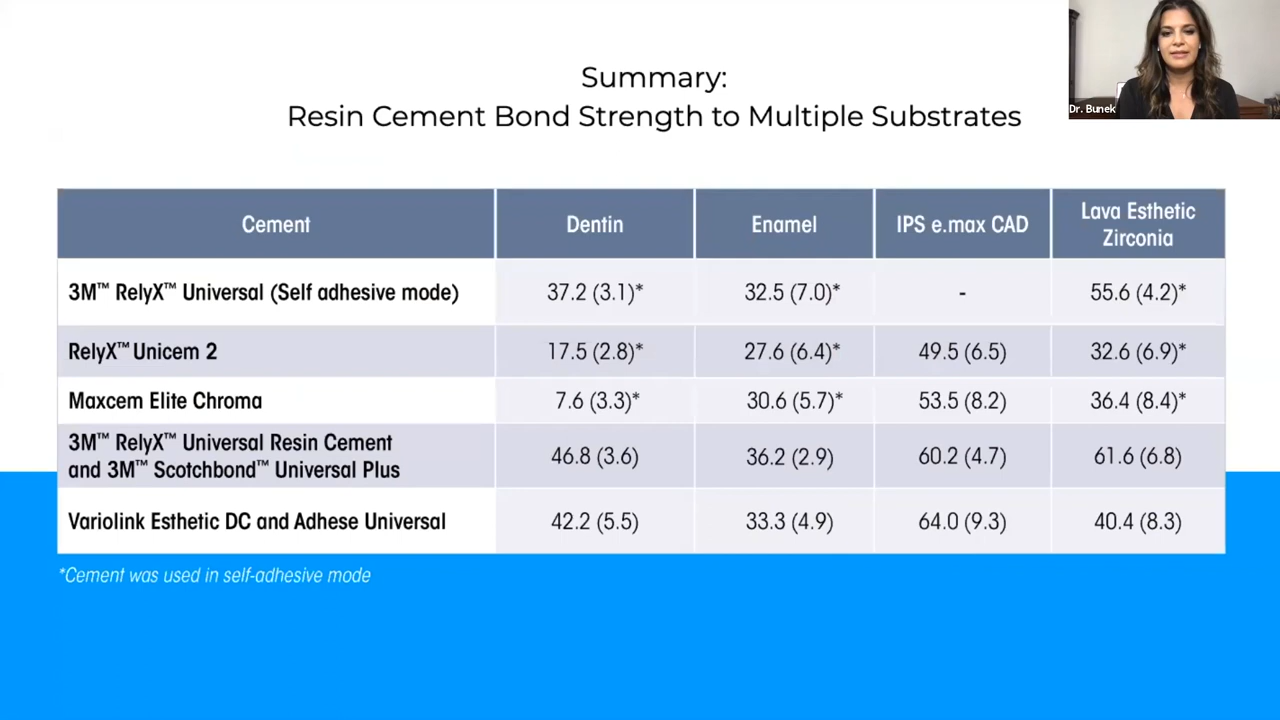 Summary:
Resin Cement Bond Strength to Multiple Substrates
Dr. Bunek
Cement Dentin Enamel IPS e.max CAD Lava Esthetic Zirconia
3M™ RelyX™ Universal (Self adhesive mode) 37.2 (3.1)* 32.5 (7.0)* - 55.6 (4.2)*
RelyX™ Unicem 2 17.5 (2.8)* 27.6 (6.4)* 49.5 (6.5) 32.6 (6.9)*
Maxcem Elite Chroma 7.6 (3.3)* 30.6 (5.7)* 53.5 (8.2) 36.4 (8.4)*
3M™ RelyX™ Universal Resin Cement
and 3M™ Scotchbond™ Universal Plus 46.8 (3.6) 36.2 (2.9) 60.2 (4.7) 61.6 (6.8)
Variolink Esthetic DC and Adhese Universal 42.2 (5.5) 33.3 (4.9) 64.0 (9.3) 40.4 (8.3)
*Cement was used in self-adhesive mode